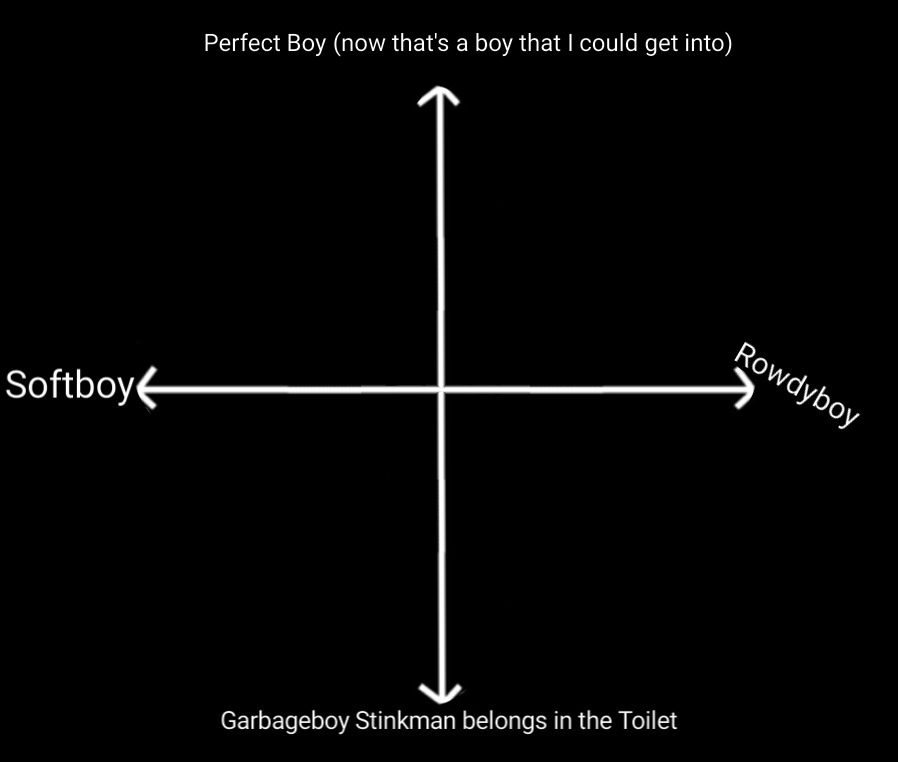 Perfect Boy (now that's a boy that I could get into)
Softboy
Rowdyboy
Garbageboy Stinkman belongs in the Toilet